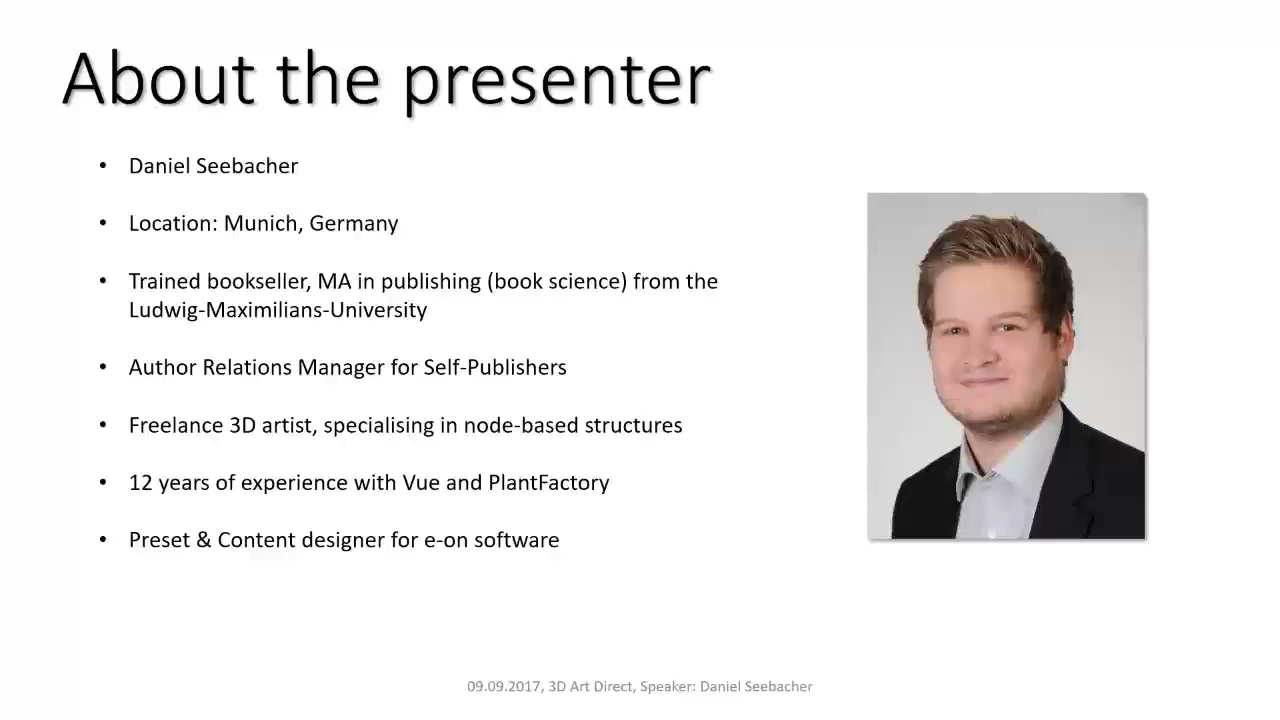 About the presenter
• Daniel Seebacher
• Location: Munich, Germany
• Trained bookseller, MA in publishing (book science) from the
Ludwig-Maximilians-University
• Author Relations Manager for Self-Publishers
• Freelance 3D artist, specialising in node-based structures
• 12 years of experience with Vue and PlantFactory
• Preset & Content designer for e-on software
09.09.2017, 3D Art Direct, Speaker: Daniel Seebacher